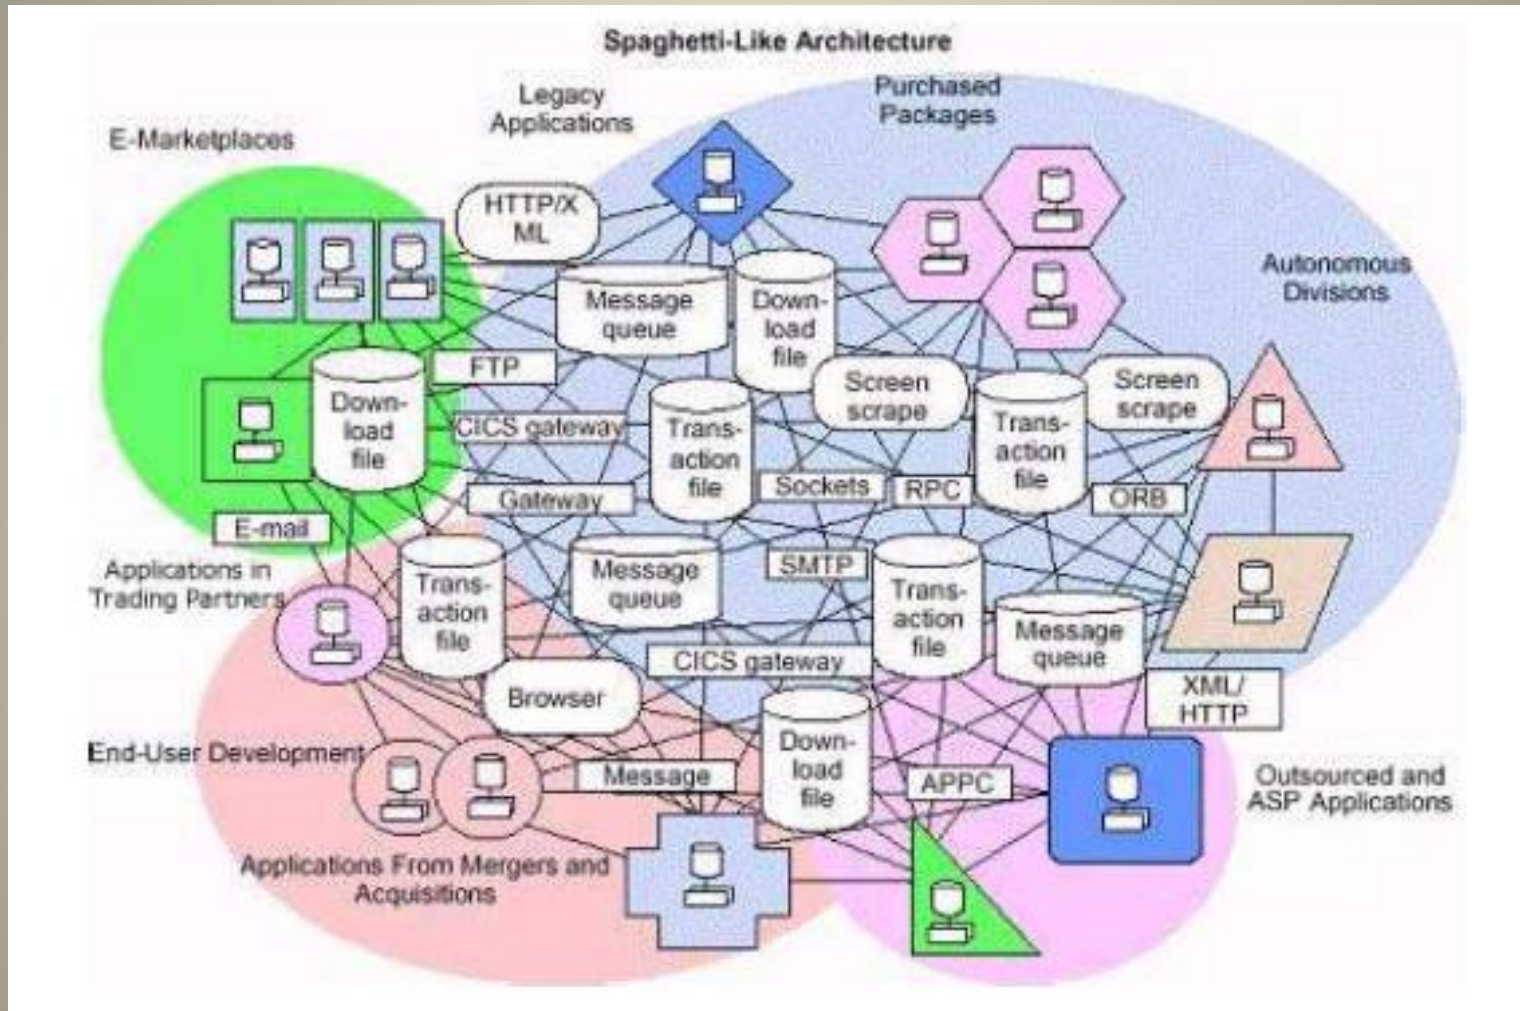 Spaghetti-Like Architecture
Legacy
Applications
Purchased
Packages
E-Marketplaces
HTTP/X
ML
Autonomous
Divisions
Message
queue
Down-
load
file
FTP
Screen
scrape
Screen
scrape
Down-
load
file
CICS gateway
Trans-
action
file
Trans-
action
file
Gateway
Sockets
RPC
ORB
E-mail
Applications in
Trading Partners
Trans-
action
file
Message
queue
SMTP
Trans-
action
file
Message
queue
CICS gateway
Browser
XML/
HTTP
End-User Development
Message
Down-
load
file
APPC
Outsourced and
ASP Applications
Applications From Mergers and
Acquisitions